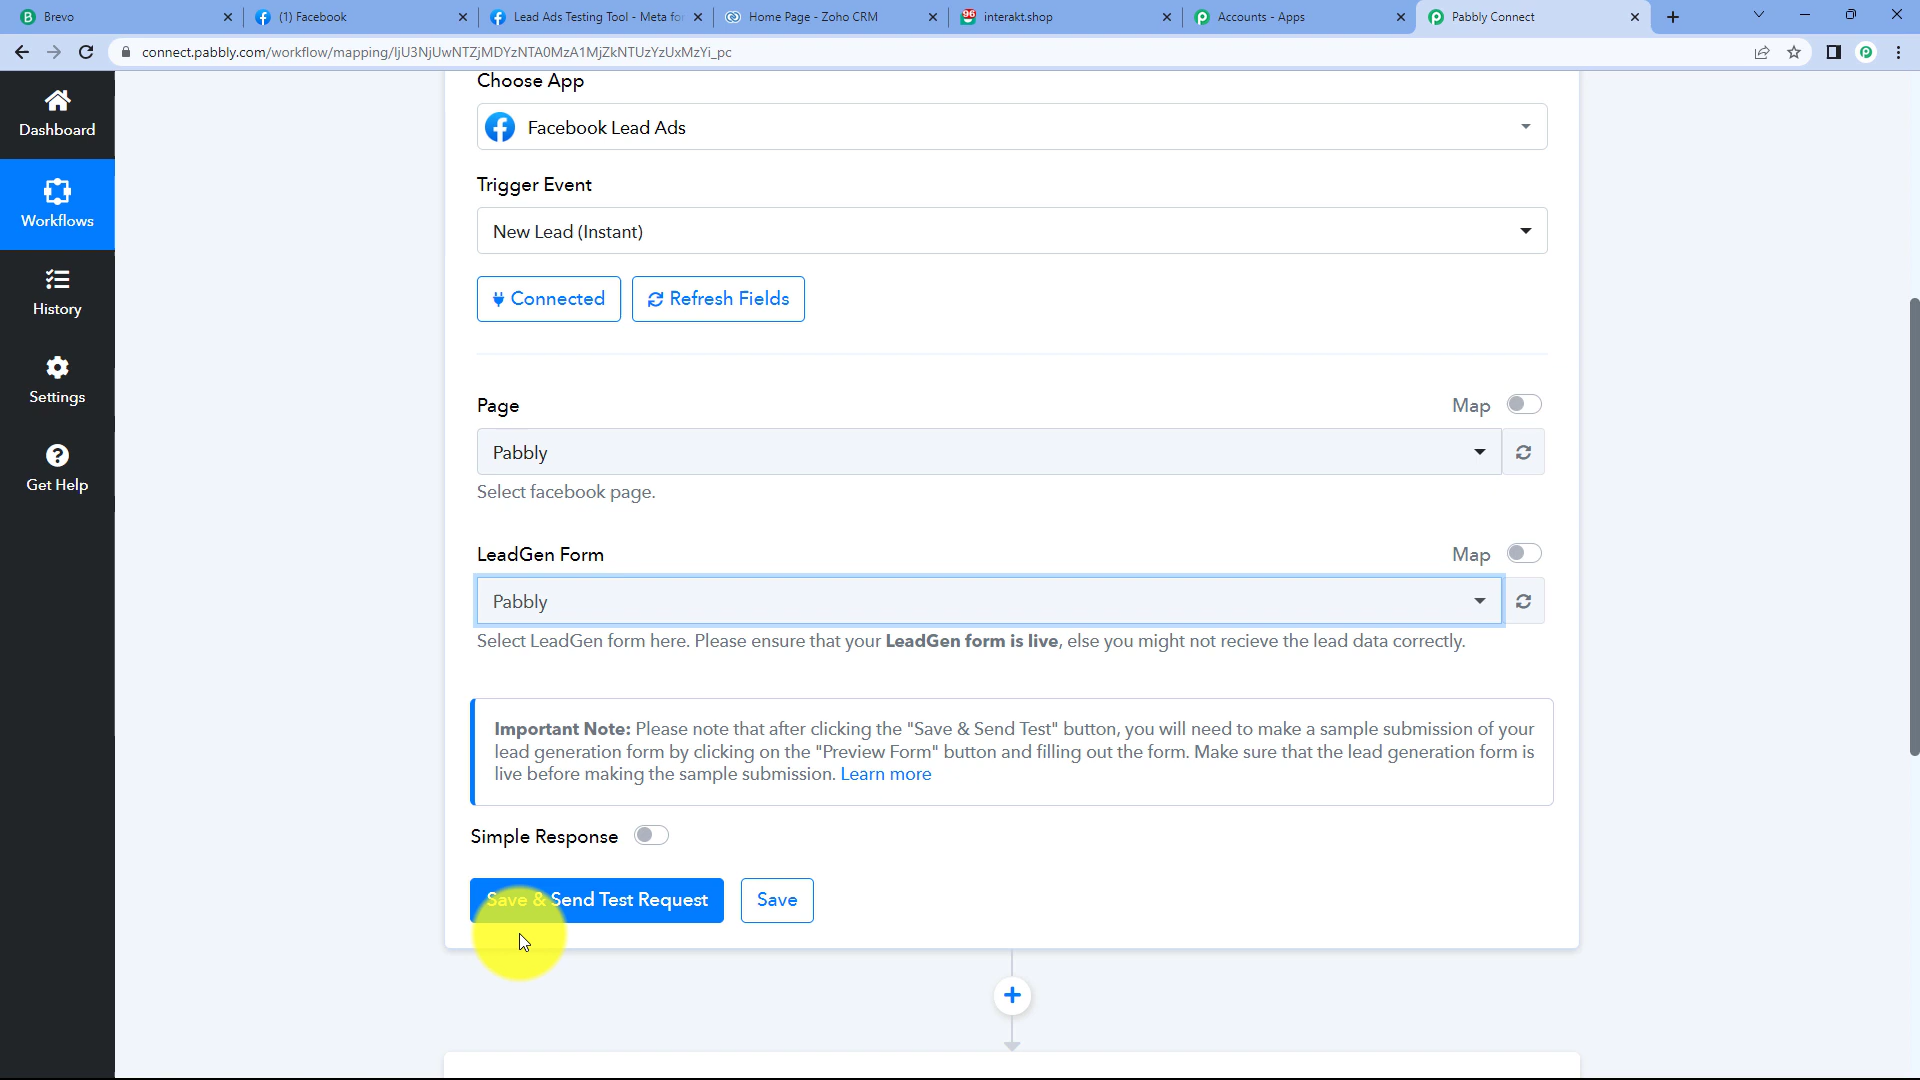 Brevo
(1) Facebook
Lead Ads Testing Tool - Meta fo
Home Page - Zoho CRM
interakt.shop
Accounts - Apps
Pabbly Connect
connect.pabbly.com/workflow/mapping/IjU3NjUwNTZjMDYzNTA0MzA1MjZkNTUzYzUxMzYi_pc
Dashboard
Workflows
History
Settings
Get Help
Choose App
Facebook Lead Ads
Trigger Event
New Lead (Instant)
Connected
Refresh Fields
Page
Map
Pabbly
Select facebook page.
LeadGen Form
Map
Pabbly
Select LeadGen form here. Please ensure that your LeadGen form is live, else you might not recieve the lead data correctly.
Important Note: Please note that after clicking the "Save & Send Test" button, you will need to make a sample submission of your
lead generation form by clicking on the "Preview Form" button and filling out the form. Make sure that the lead generation form is
live before making the sample submission. Learn more
Simple Response
Save & Send Test Request
Save